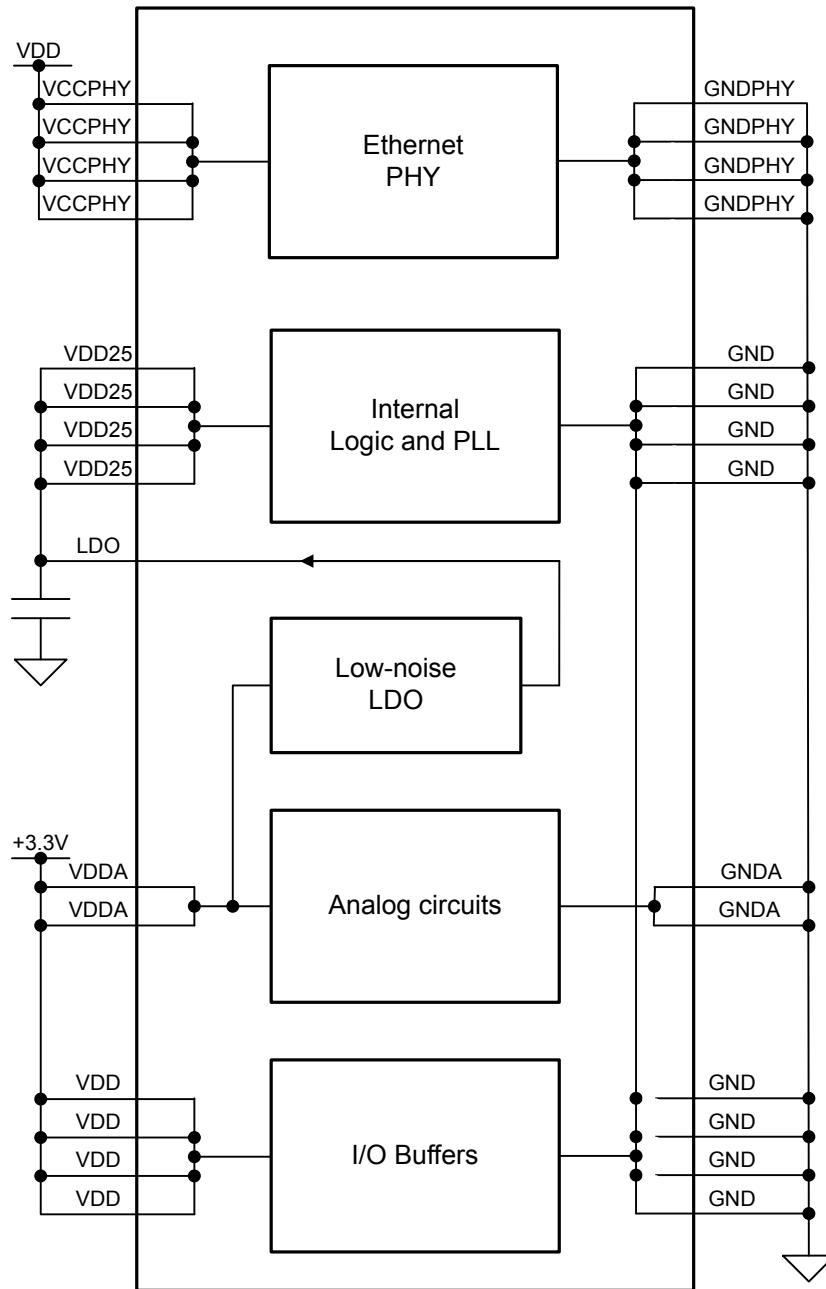 VDD
VCCPHY
VCCPHY
VCCPHY
VCCPHY
Ethernet
PHY
GNDPHY
GNDPHY
GNDPHY
GNDPHY
VDD25
VDD25
VDD25
VDD25
Internal
Logic and PLL
GND
GND
GND
GND
LDO
Low-noise
LDO
+3.3V
VDDA
VDDA
Analog circuits
GNDA
GNDA
VDD
VDD
VDD
VDD
I/O Buffers
GND
GND
GND
GND